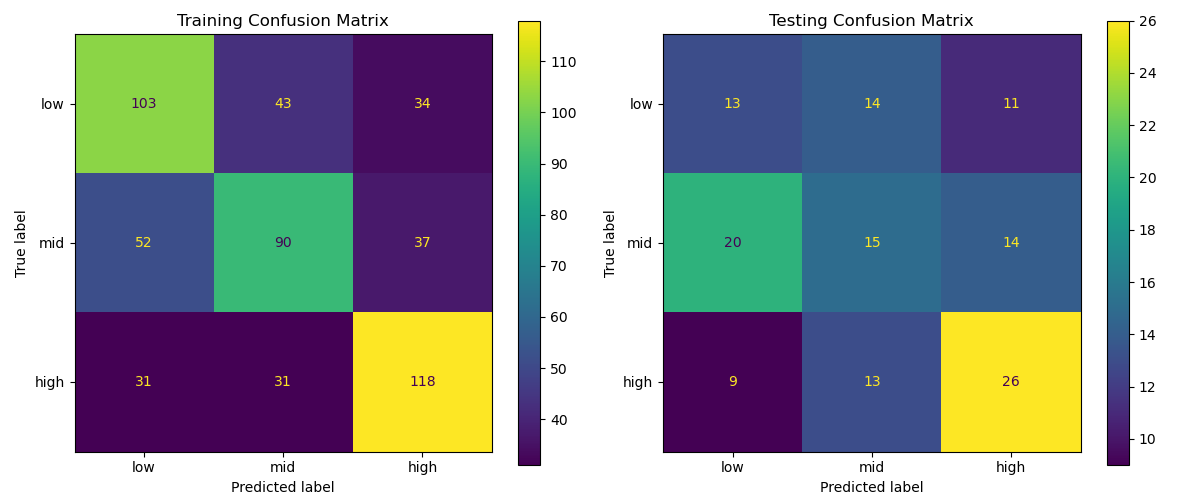 Training Confusion Matrix
low 103 43 34
mid 52 90 37
high 31 31 118
low mid high
Predicted label
True label
110
100
90
80
70
60
50
40
Testing Confusion Matrix
low 13 14 11
mid 20 15 14
high 9 13 26
low mid high
Predicted label
True label
26
24
22
20
18
16
14
12
10